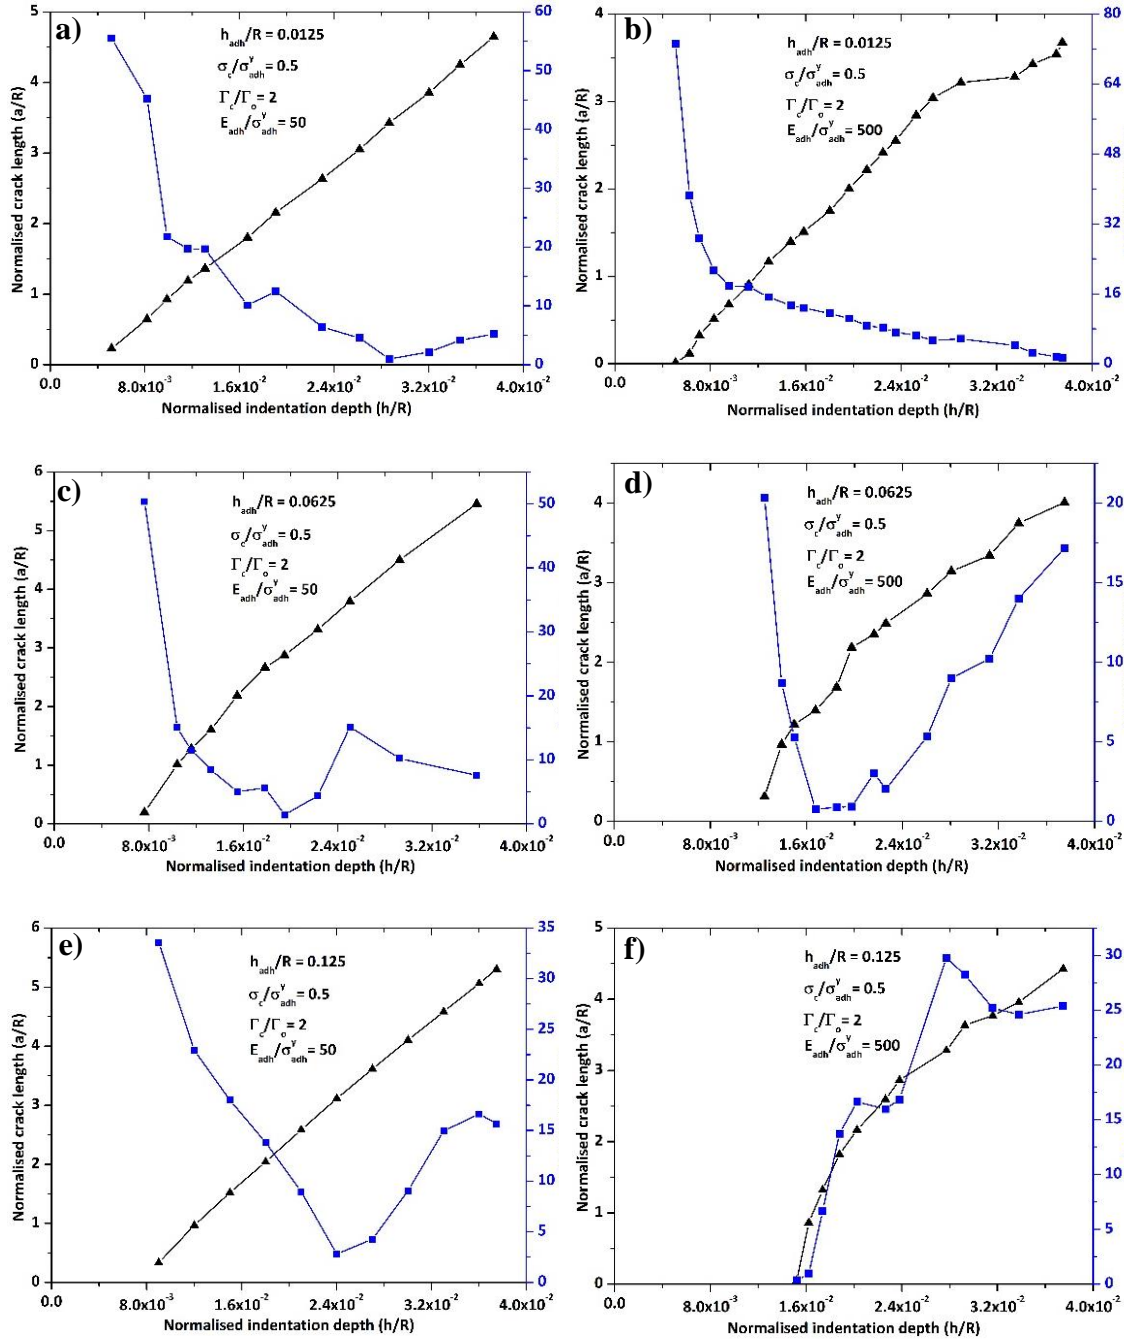 a)
h_adh/R = 0.0125
σ_c/σ^y_adh = 0.5
Γ_c/Γ_o = 2
E_adh/σ^y_adh = 50
Normalised crack length (a/R)
5
4
3
2
1
0
60
50
40
30
20
10
0
0.0 8.0x10^-3 1.6x10^-2 2.4x10^-2 3.2x10^-2 4.0x10^-2
Normalised indentation depth (h/R)
b)
h_adh/R = 0.0125
σ_c/σ^y_adh = 0.5
Γ_c/Γ_o = 2
E_adh/σ^y_adh = 500
Normalised crack length (a/R)
4
3
2
1
0
80
64
48
32
16
0
0.0 8.0x10^-3 1.6x10^-2 2.4x10^-2 3.2x10^-2 4.0x10^-2
Normalised indentation depth (h/R)
c)
h_adh/R = 0.0625
σ_c/σ^y_adh = 0.5
Γ_c/Γ_o = 2
E_adh/σ^y_adh = 50
Normalised crack length (a/R)
6
5
4
3
2
1
0
50
40
30
20
10
0
0.0 8.0x10^-3 1.6x10^-2 2.4x10^-2 3.2x10^-2 4.0x10^-2
Normalised indentation depth (h/R)
d)
h_adh/R = 0.0625
σ_c/σ^y_adh = 0.5
Γ_c/Γ_o = 2
E_adh/σ^y_adh = 500
Normalised crack length (a/R)
4
3
2
1
0
20
15
10
5
0
0.0 8.0x10^-3 1.6x10^-2 2.4x10^-2 3.2x10^-2 4.0x10^-2
Normalised indentation depth (h/R)
e)
h_adh/R = 0.125
σ_c/σ^y_adh = 0.5
Γ_c/Γ_o = 2
E_adh/σ^y_adh = 50
Normalised crack length (a/R)
6
5
4
3
2
1
0
35
30
25
20
15
10
5
0
0.0 8.0x10^-3 1.6x10^-2 2.4x10^-2 3.2x10^-2 4.0x10^-2
Normalised indentation depth (h/R)
f)
h_adh/R = 0.125
σ_c/σ^y_adh = 0.5
Γ_c/Γ_o = 2
E_adh/σ^y_adh = 500
Normalised crack length (a/R)
5
4
3
2
1
0
30
25
20
15
10
5
0
0.0 8.0x10^-3 1.6x10^-2 2.4x10^-2 3.2x10^-2 4.0x10^-2
Normalised indentation depth (h/R)